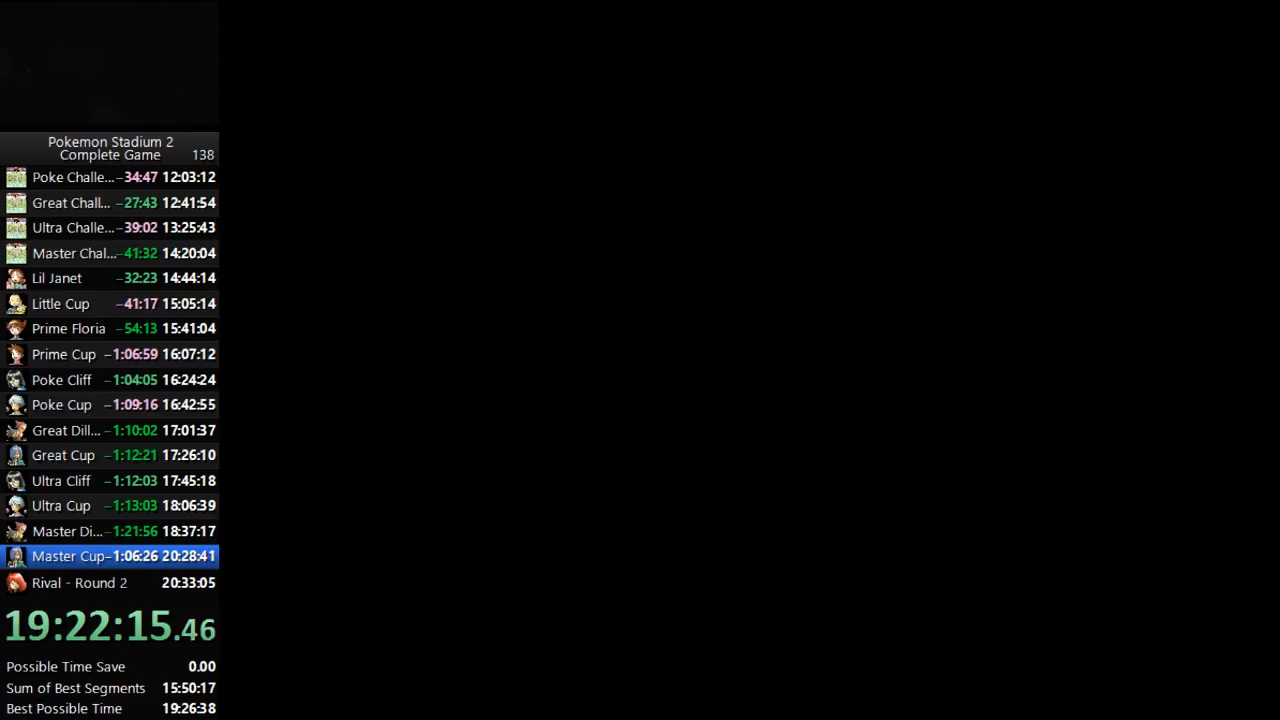 Pokemon Stadium 2
Complete Game 138
Poke Challe... −34:47 12:03:12
Great Chall... −27:43 12:41:54
Ultra Challe... −39:02 13:25:43
Master Chal... −41:32 14:20:04
Lil Janet −32:23 14:44:14
Little Cup −41:17 15:05:14
Prime Floria −54:13 15:41:04
Prime Cup −1:06:59 16:07:12
Poke Cliff −1:04:05 16:24:24
Poke Cup −1:09:16 16:42:55
Great Dill... −1:10:02 17:01:37
Great Cup −1:12:21 17:26:10
Ultra Cliff −1:12:03 17:45:18
Ultra Cup −1:13:03 18:06:39
Master Di... −1:21:56 18:37:17
Master Cup −1:06:26 20:28:41
Rival - Round 2 20:33:05
19:22:15.46
Possible Time Save 0.00
Sum of Best Segments 15:50:17
Best Possible Time 19:26:38